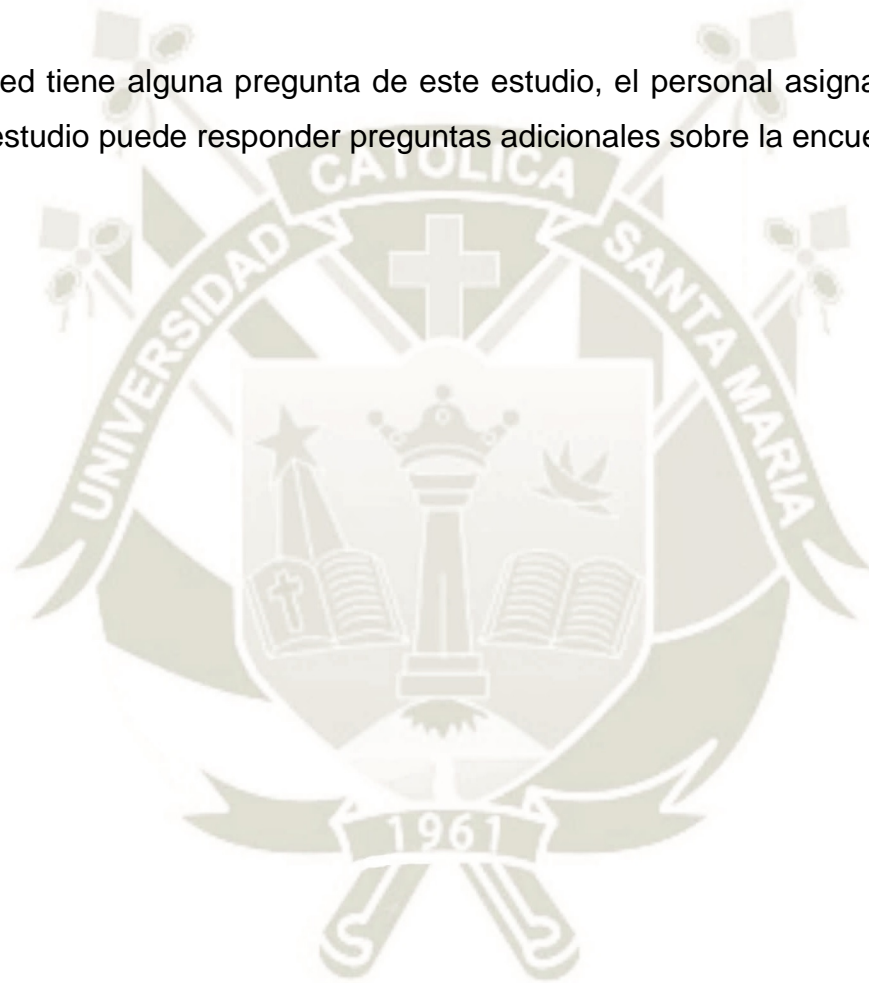 ed tiene alguna pregunta de este estudio, el personal asigna
estudio puede responder preguntas adicionales sobre la encue
CATOLICA
UNIVERSIDAD
SANTA MARIA
1961